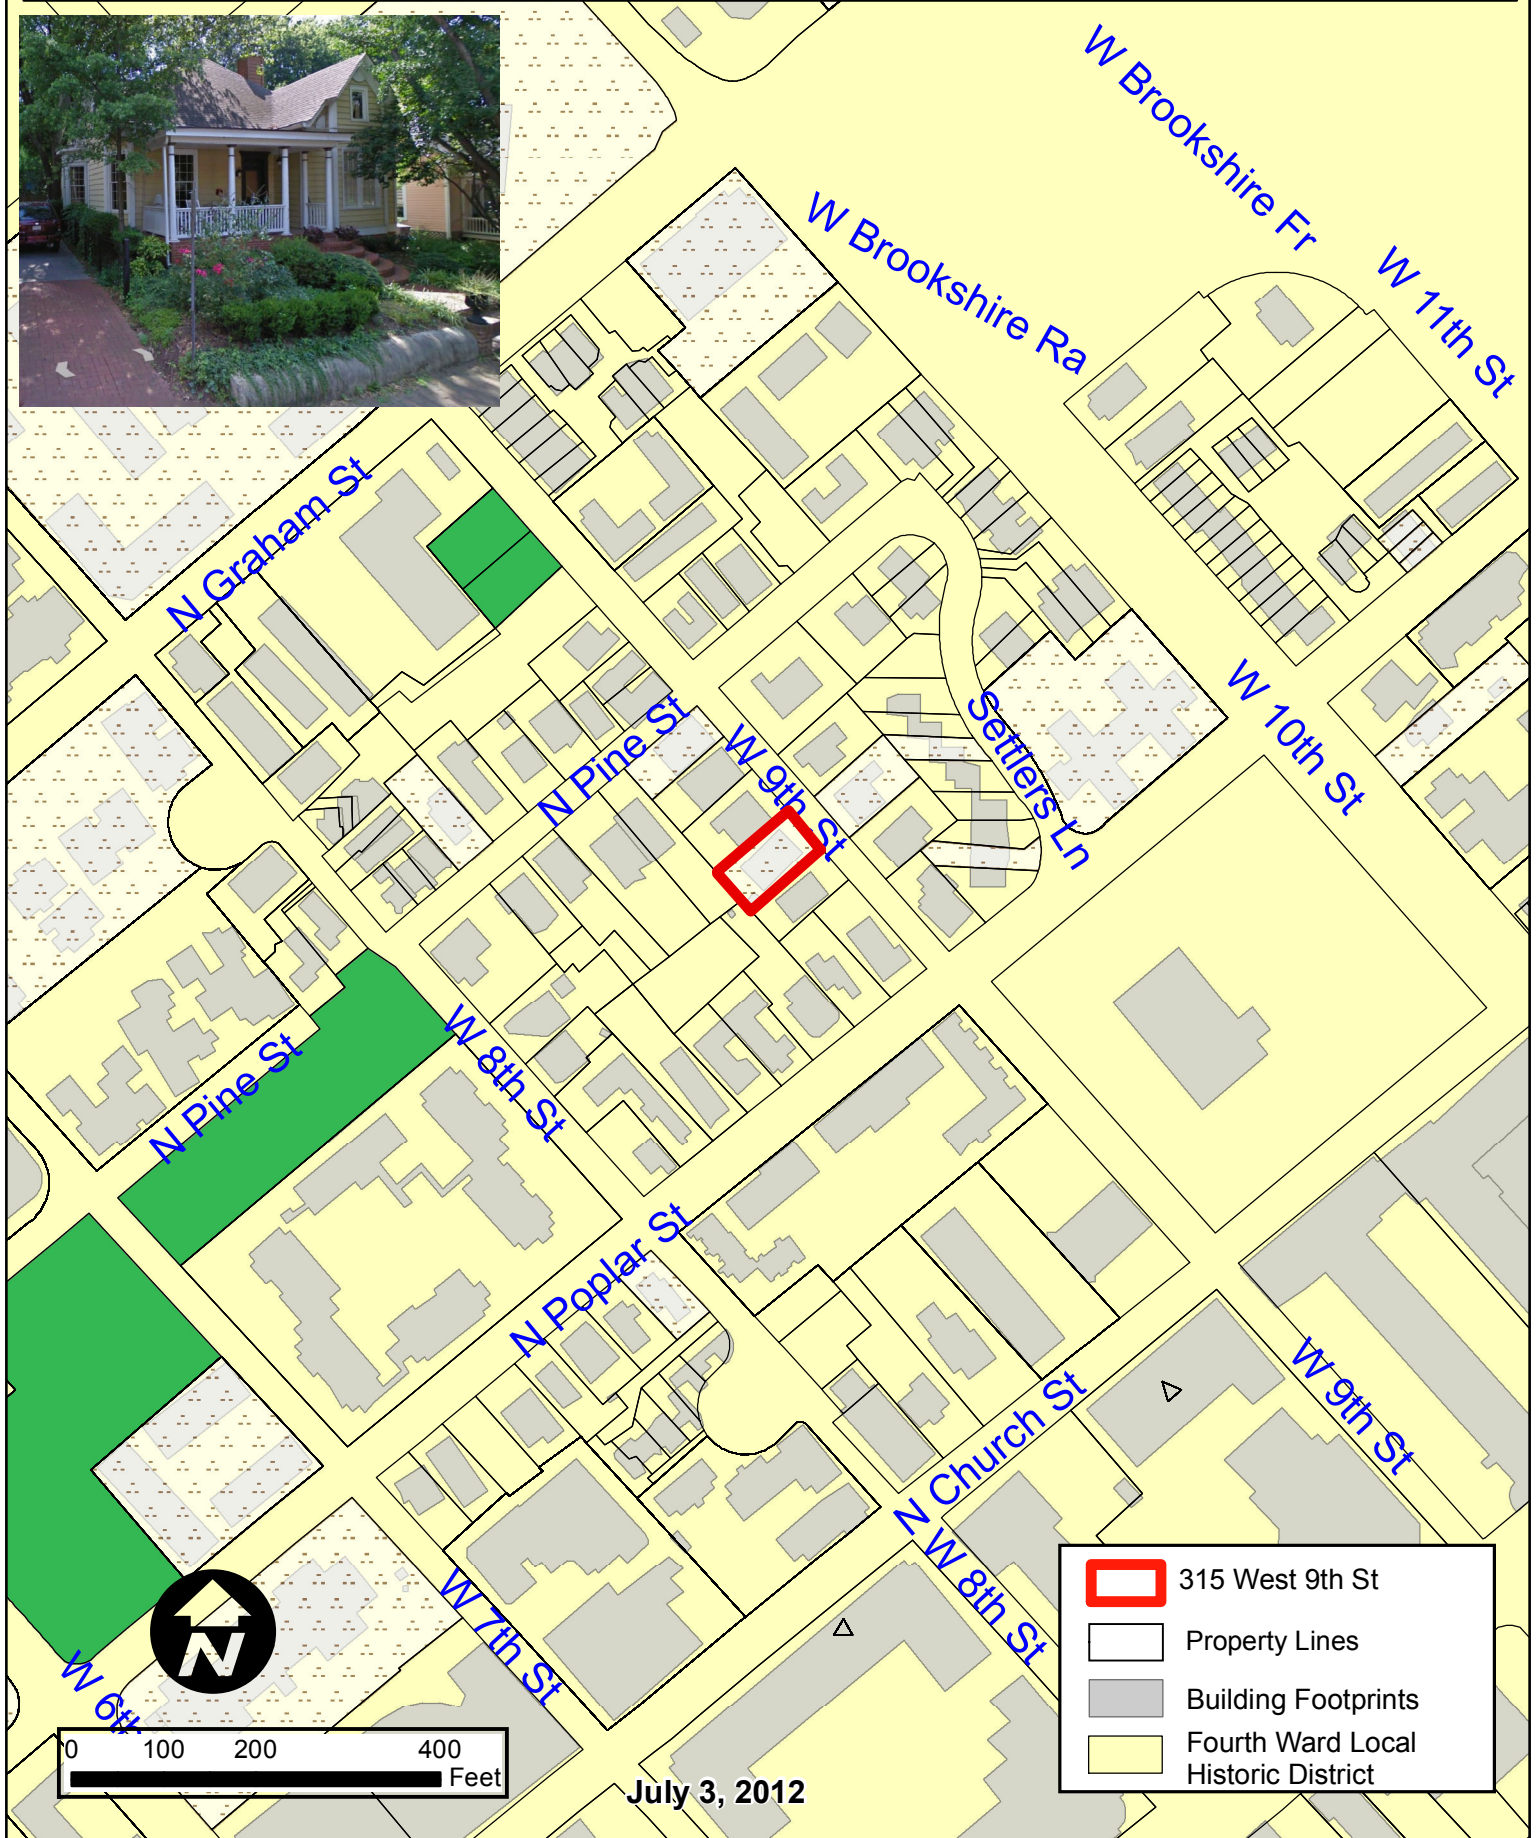 W Brookshire Fr
W Brookshire Ra
W 11th St
N Graham St
N Pine St
W 9th St
Settlers Ln
W 10th St
N Pine St
W 8th St
N Poplar St
W 9th St
N Church St
W 8th St
W 7th St
W 6th
N
0 100 200 400
Feet
July 3, 2012
315 West 9th St
Property Lines
Building Footprints
Fourth Ward Local
Historic District